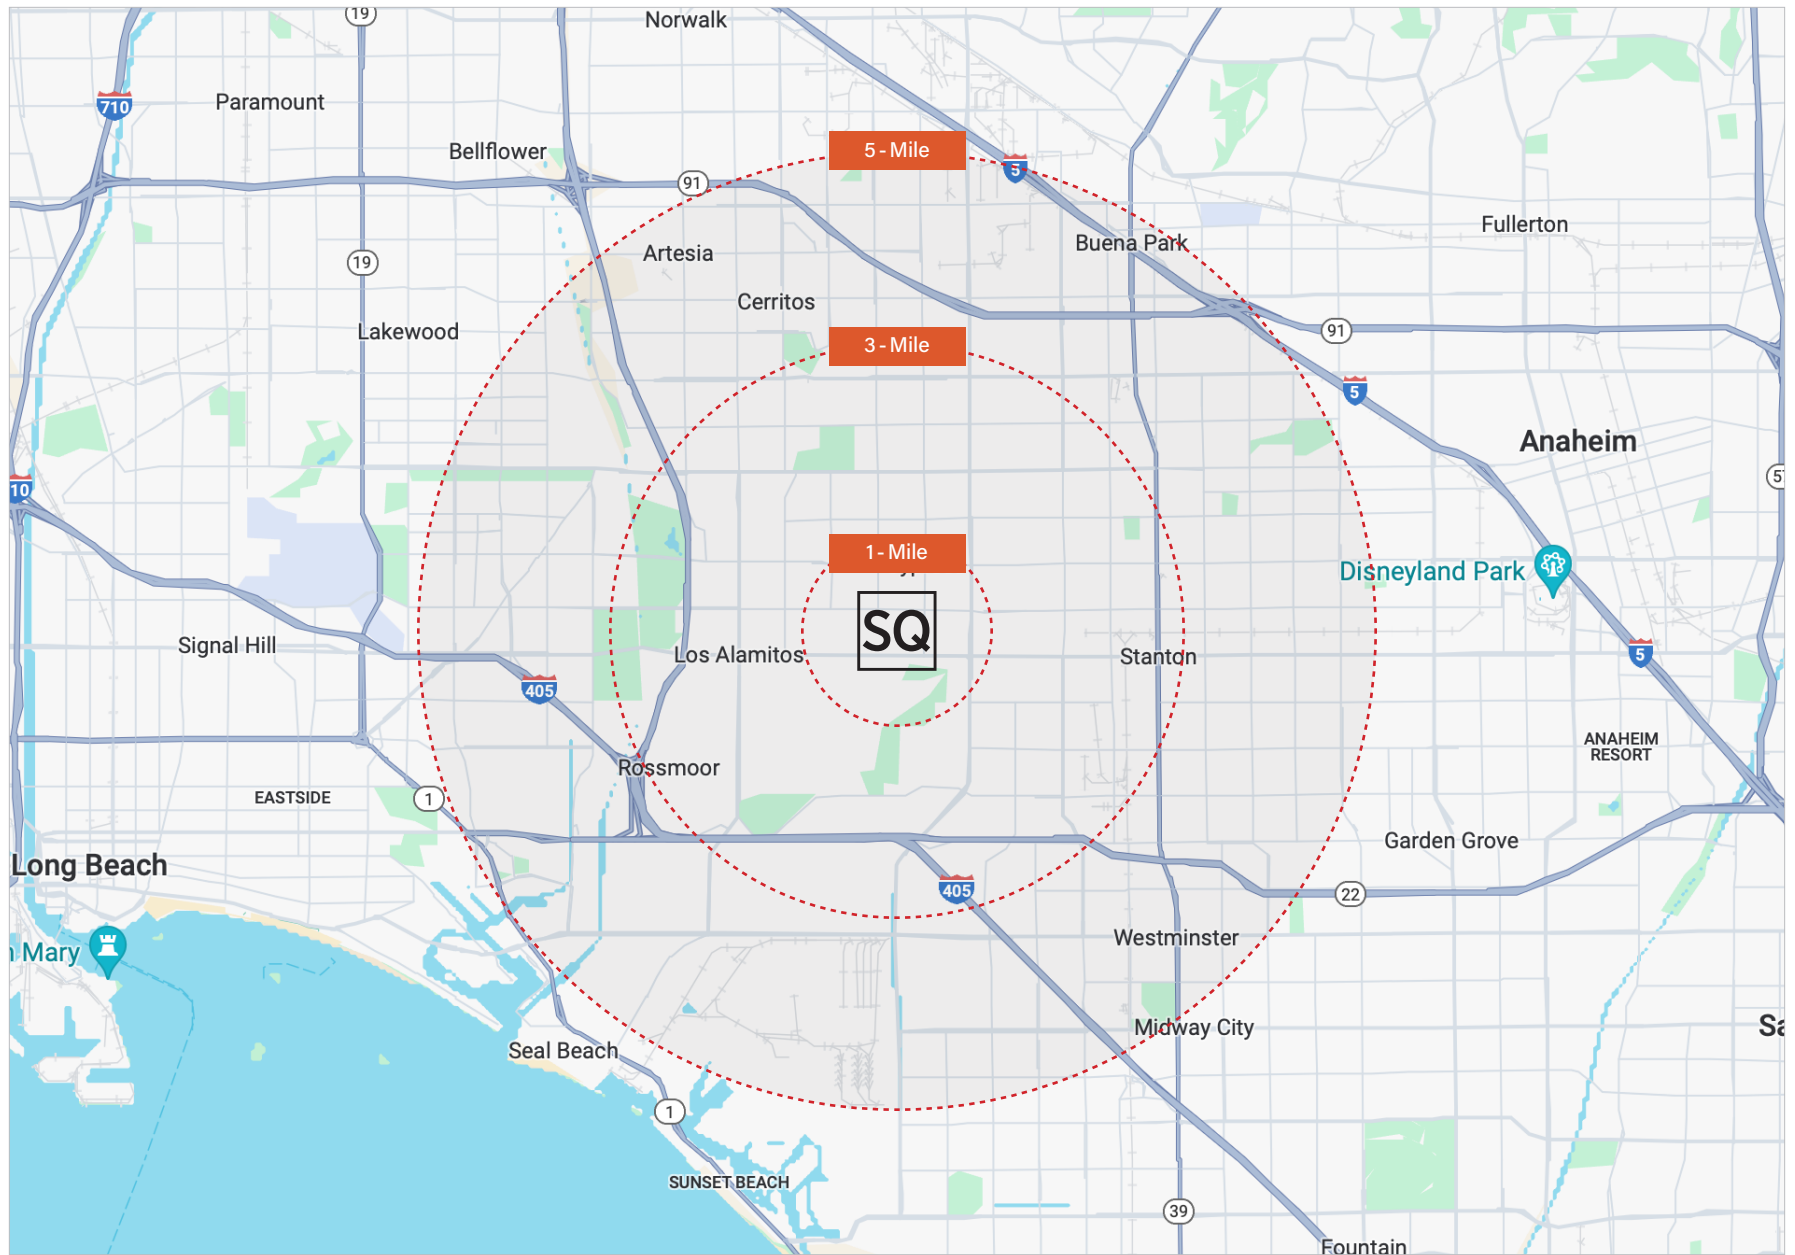 19
Norwalk
710
Paramount
Bellflower
5 - Mile
5
91
Fullerton
Buena Park
Artesia
19
Cerritos
Lakewood
91
3 - Mile
5
Anaheim
57
10
1 - Mile
Disneyland Park
SQ
Signal Hill
Los Alamitos
Stanton
5
405
ANAHEIM
RESORT
Rossmoor
EASTSIDE
1
Garden Grove
Long Beach
405
22
Westminster
Mary
Midway City
Seal Beach
1
SUNSET BEACH
39
Fountain